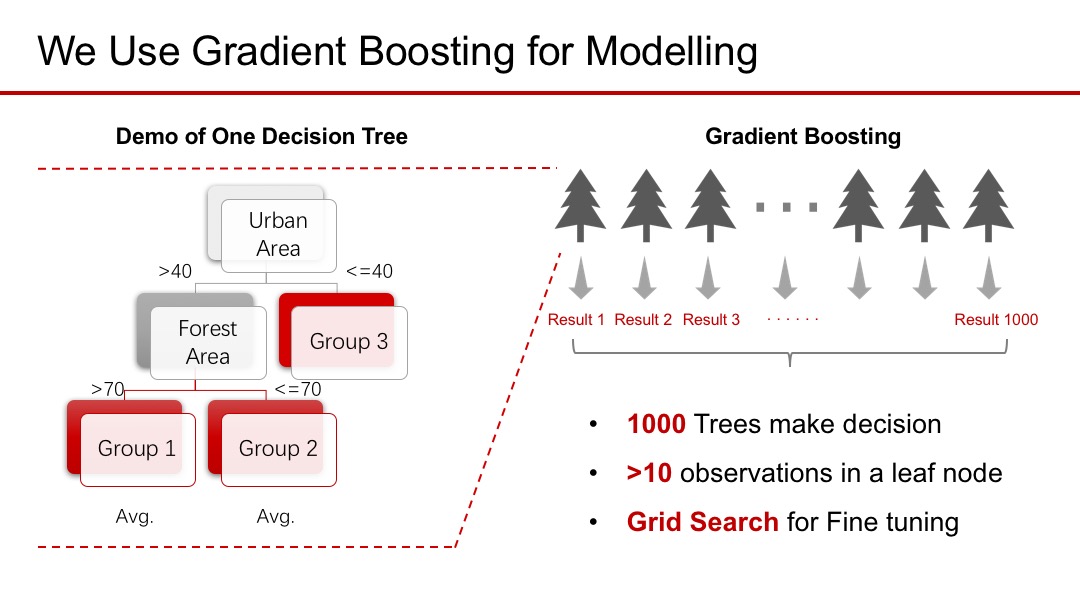 We Use Gradient Boosting for Modelling
Demo of One Decision Tree
Urban
Area
>40
<=40
Forest
Area
Group 3
>70
<=70
Group 1
Group 2
Avg.
Avg.
Gradient Boosting
...
Result 1 Result 2 Result 3 ...... Result 1000
• 1000 Trees make decision
• >10 observations in a leaf node
• Grid Search for Fine tuning